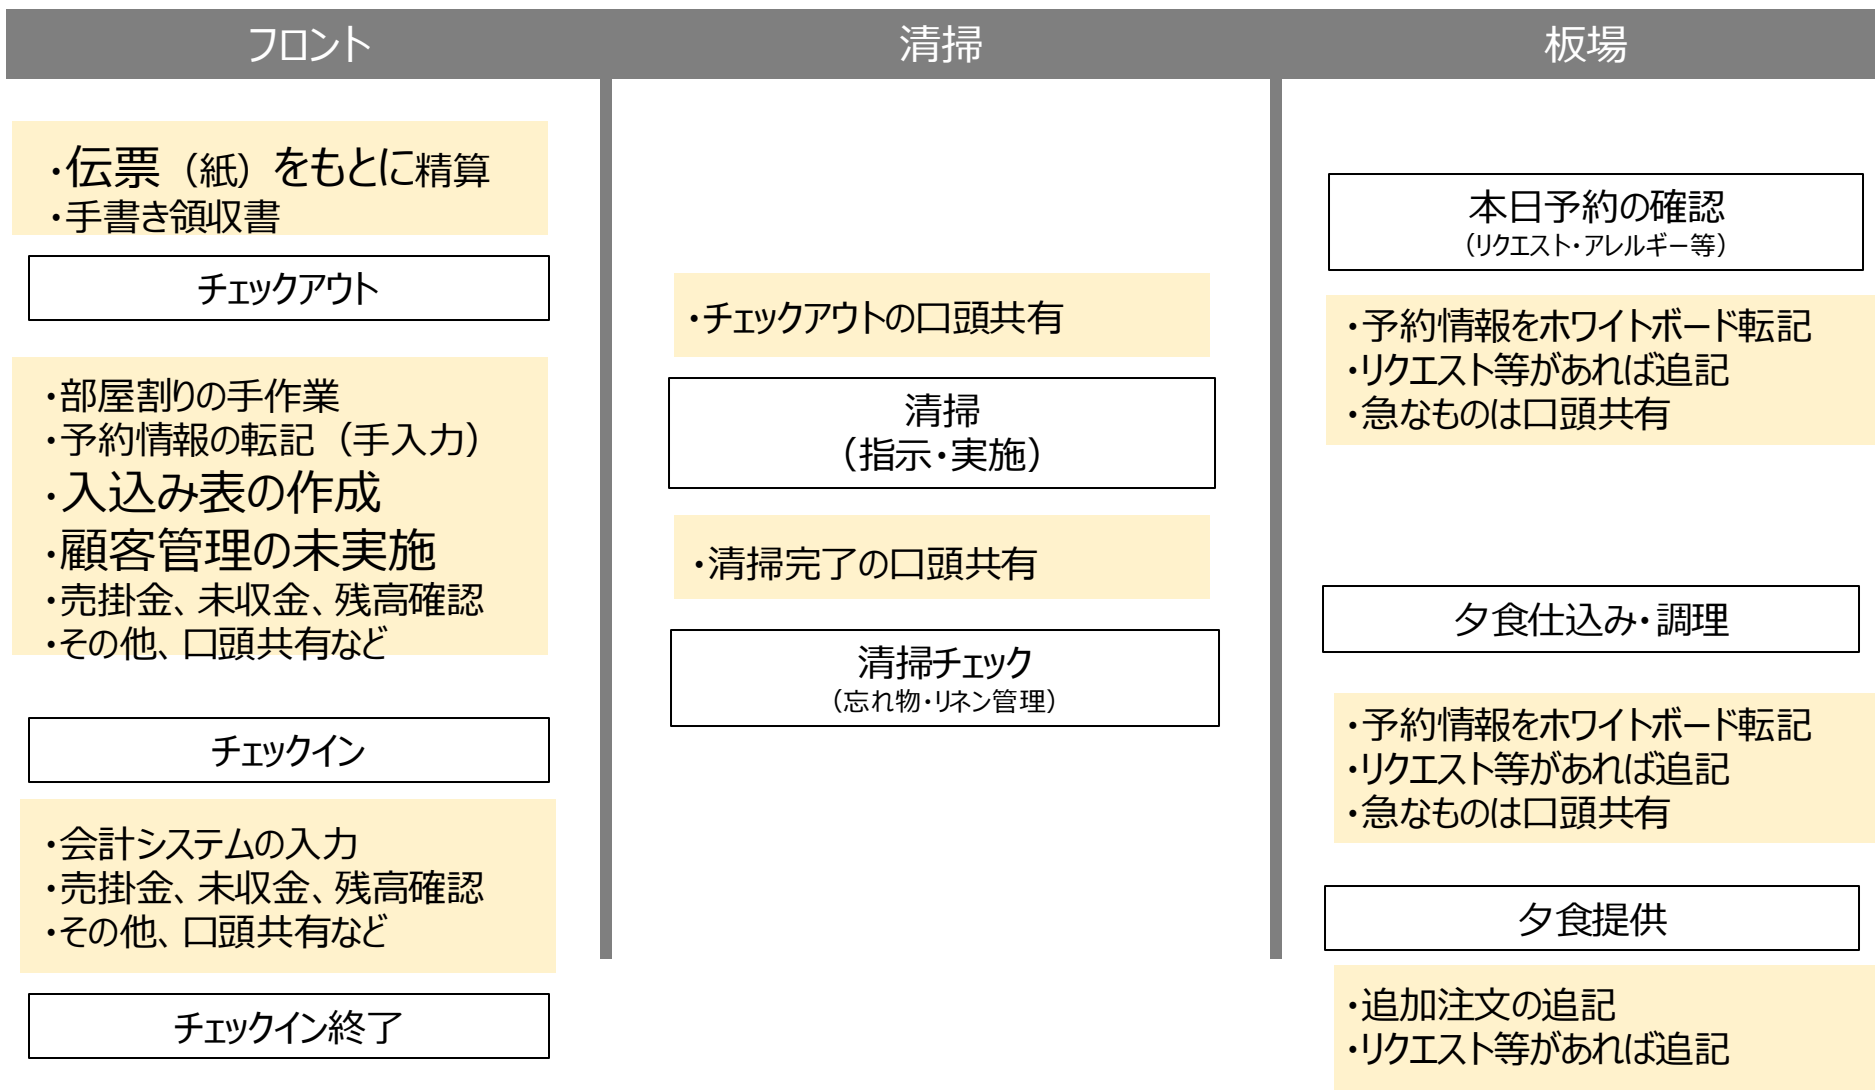 フロント
清掃
板場
・伝票（紙）をもとに精算
・手書き領収書
チェックアウト
・部屋割りの手作業
・予約情報の転記（手入力）
・入込み表の作成
・顧客管理の未実施
・売掛金、未収金、残高確認
・その他、口頭共有など
チェックイン
・会計システムの入力
・売掛金、未収金、残高確認
・その他、口頭共有など
チェックイン終了
・チェックアウトの口頭共有
清掃
（指示・実施）
・清掃完了の口頭共有
清掃チェック
（忘れ物・リネン管理）
本日予約の確認
（リクエスト・アレルギー等）
・予約情報をホワイトボード転記
・リクエスト等があれば追記
・急なものは口頭共有
夕食仕込み・調理
・予約情報をホワイトボード転記
・リクエスト等があれば追記
・急なものは口頭共有
夕食提供
・追加注文の追記
・リクエスト等があれば追記